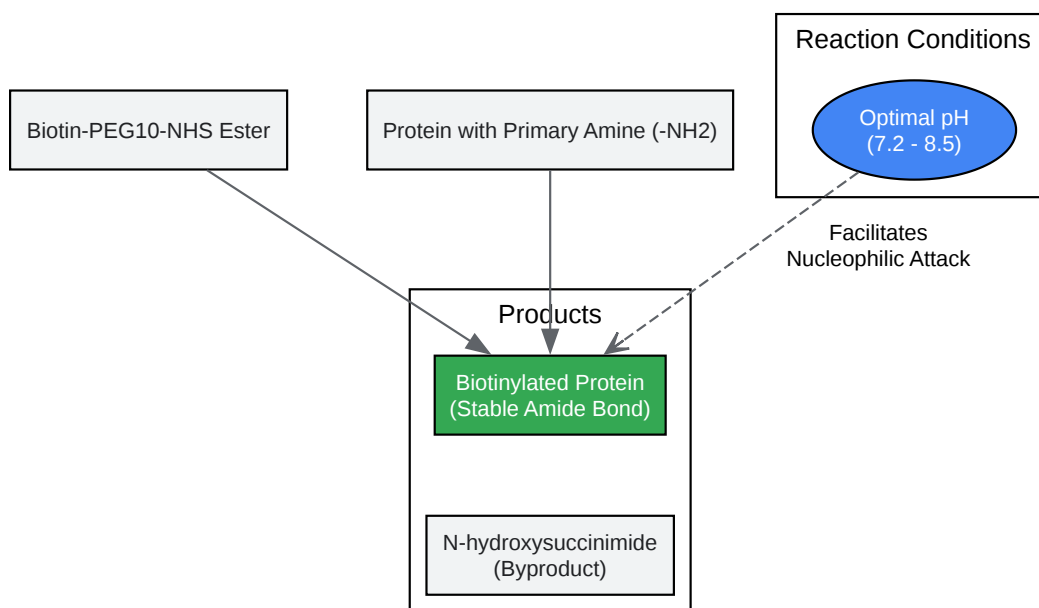 Reaction Conditions
Biotin-PEG10-NHS Ester
Protein with Primary Amine (-NH2)
Optimal pH
(7.2 - 8.5)
Facilitates
Nucleophilic Attack
Products
Biotinylated Protein
(Stable Amide Bond)
N-hydroxysuccinimide
(Byproduct)